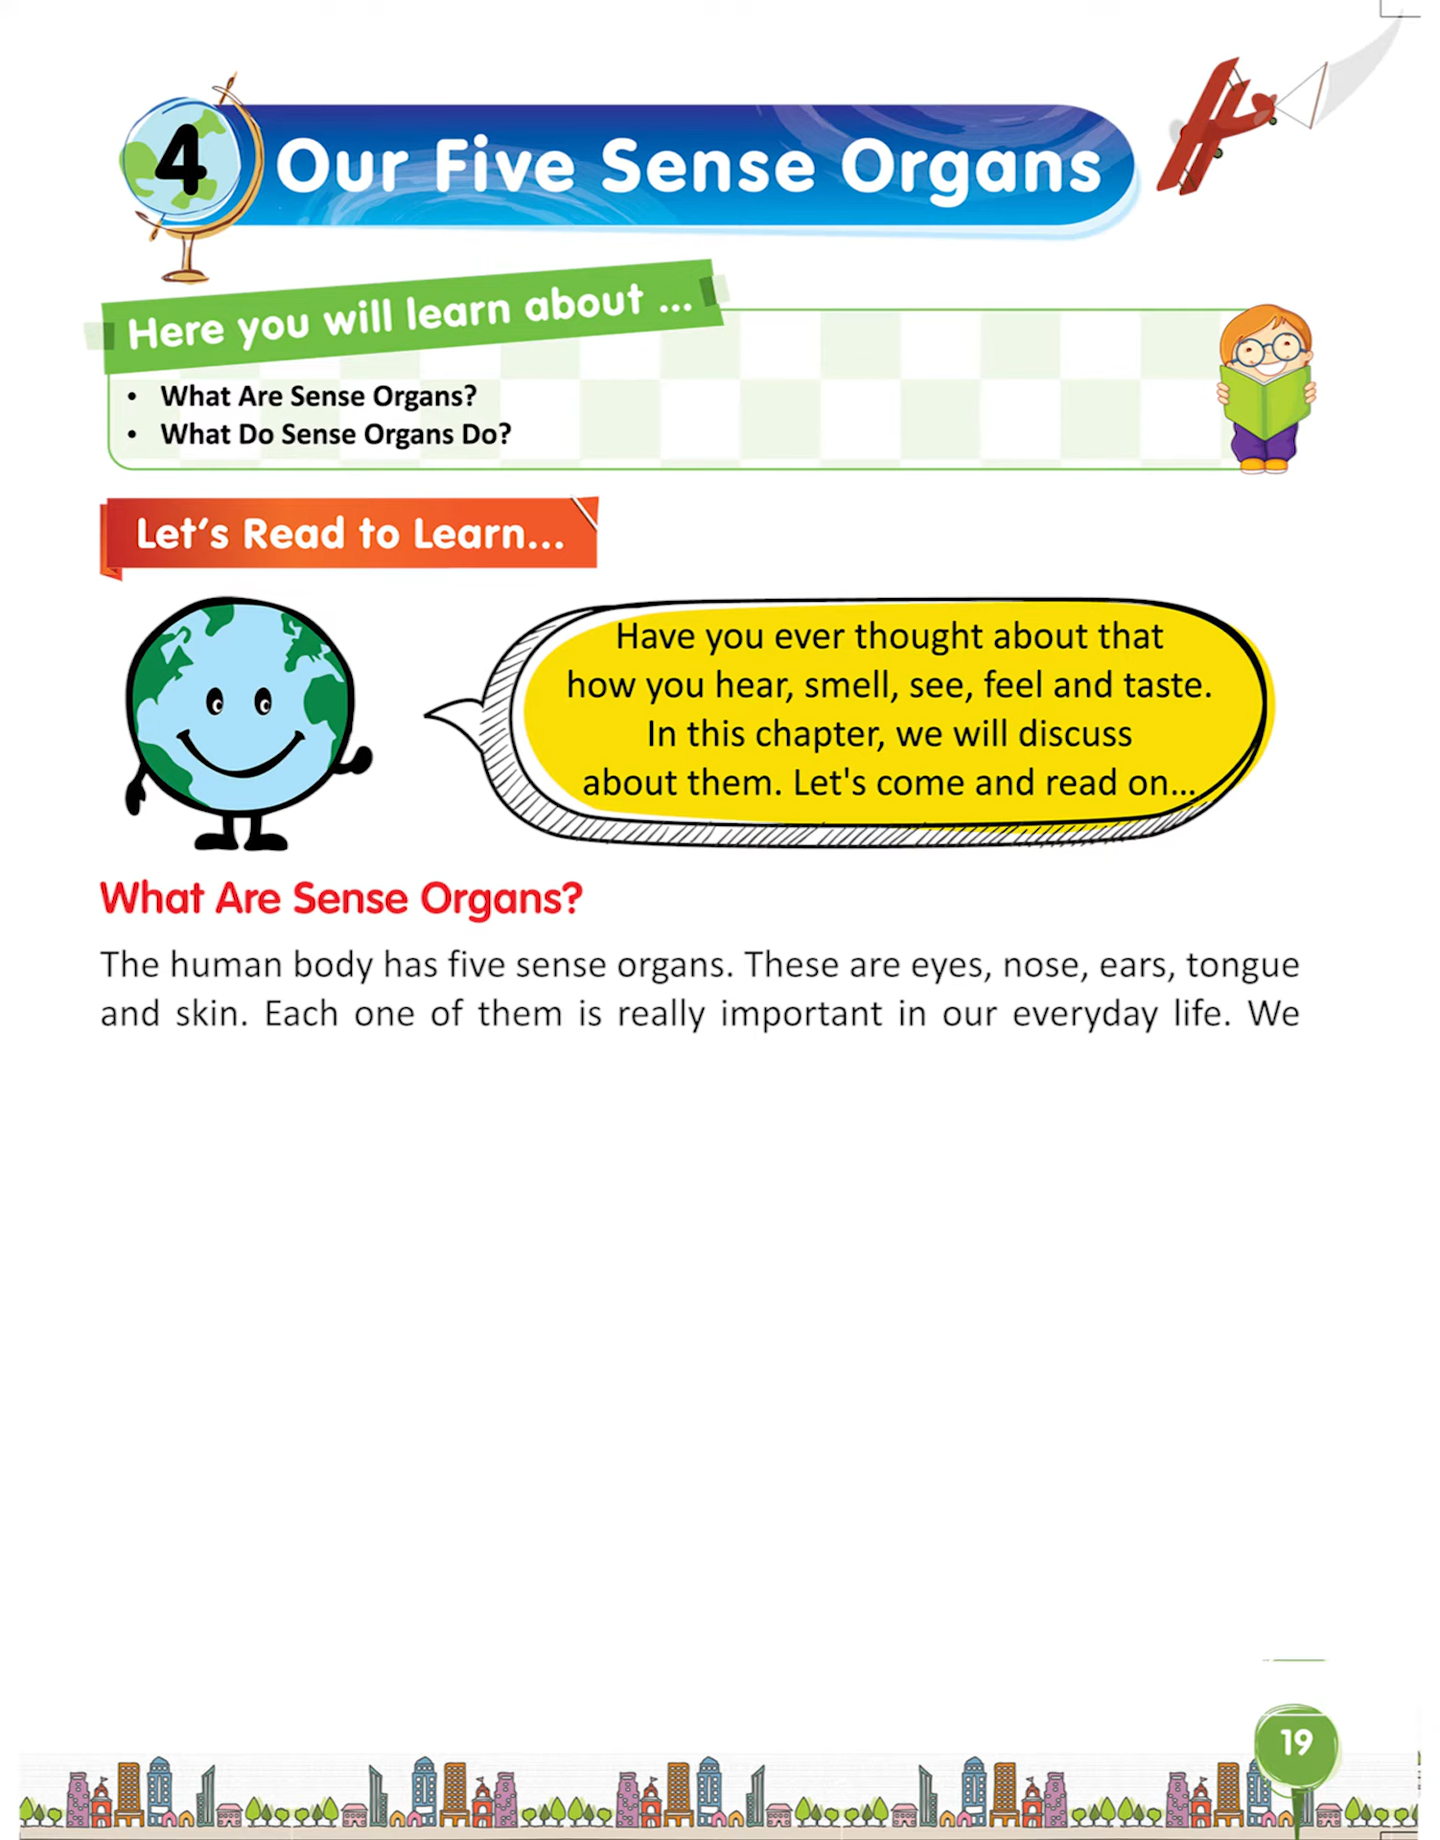 4
Our Five Sense Organs
Here you will learn about ...
• What Are Sense Organs?
• What Do Sense Organs Do?
Let's Read to Learn...
Have you ever thought about that
how you hear, smell, see, feel and taste.
In this chapter, we will discuss
about them. Let's come and read on...
What Are Sense Organs?
The human body has five sense organs. These are eyes, nose, ears, tongue
and skin. Each one of them is really important in our everyday life. We
19